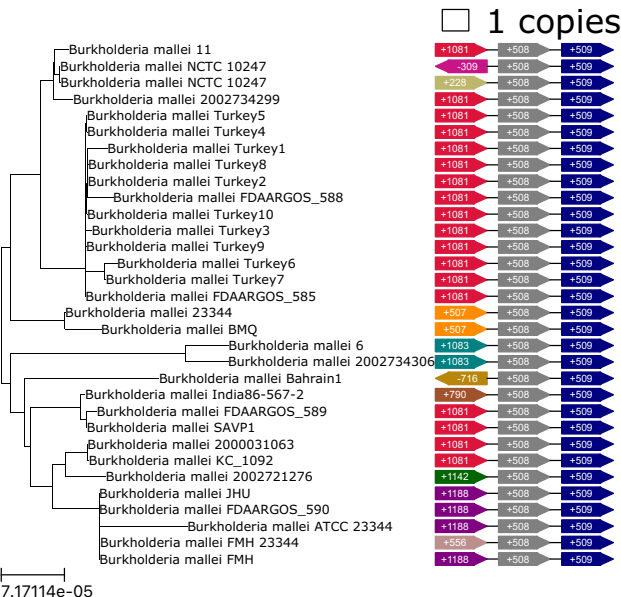 1 copies
Burkholderia mallei 11 +1081 +508 +509
Burkholderia mallei NCTC 10247 -309 +508 +509
Burkholderia mallei NCTC 10247 +228 +508 +509
Burkholderia mallei 2002734299 +1081 +508 +509
Burkholderia mallei Turkey5 +1081 +508 +509
Burkholderia mallei Turkey4 +1081 +508 +509
Burkholderia mallei Turkey1 +1081 +508 +509
Burkholderia mallei Turkey8 +1081 +508 +509
Burkholderia mallei Turkey2 +1081 +508 +509
Burkholderia mallei FDAARGOS_588 +1081 +508 +509
Burkholderia mallei Turkey10 +1081 +508 +509
Burkholderia mallei Turkey3 +1081 +508 +509
Burkholderia mallei Turkey9 +1081 +508 +509
Burkholderia mallei Turkey6 +1081 +508 +509
Burkholderia mallei Turkey7 +1081 +508 +509
Burkholderia mallei FDAARGOS_585 +1081 +508 +509
Burkholderia mallei 23344 +507 +508 +509
Burkholderia mallei BMQ +507 +508 +509
Burkholderia mallei 6 +1083 +508 +509
Burkholderia mallei 2002734306 +1083 +508 +509
Burkholderia mallei Bahrain1 -716 +508 +509
Burkholderia mallei India86-567-2 +790 +508 +509
Burkholderia mallei FDAARGOS_589 +1081 +508 +509
Burkholderia mallei SAVP1 +1081 +508 +509
Burkholderia mallei 2000031063 +1081 +508 +509
Burkholderia mallei KC_1092 +1081 +508 +509
Burkholderia mallei 2002721276 +1142 +508 +509
Burkholderia mallei JHU +1188 +508 +509
Burkholderia mallei FDAARGOS_590 +1188 +508 +509
Burkholderia mallei ATCC 23344 +1188 +508 +509
Burkholderia mallei FMH 23344 +556 +508 +509
Burkholderia mallei FMH +1188 +508 +509
7.17114e-05